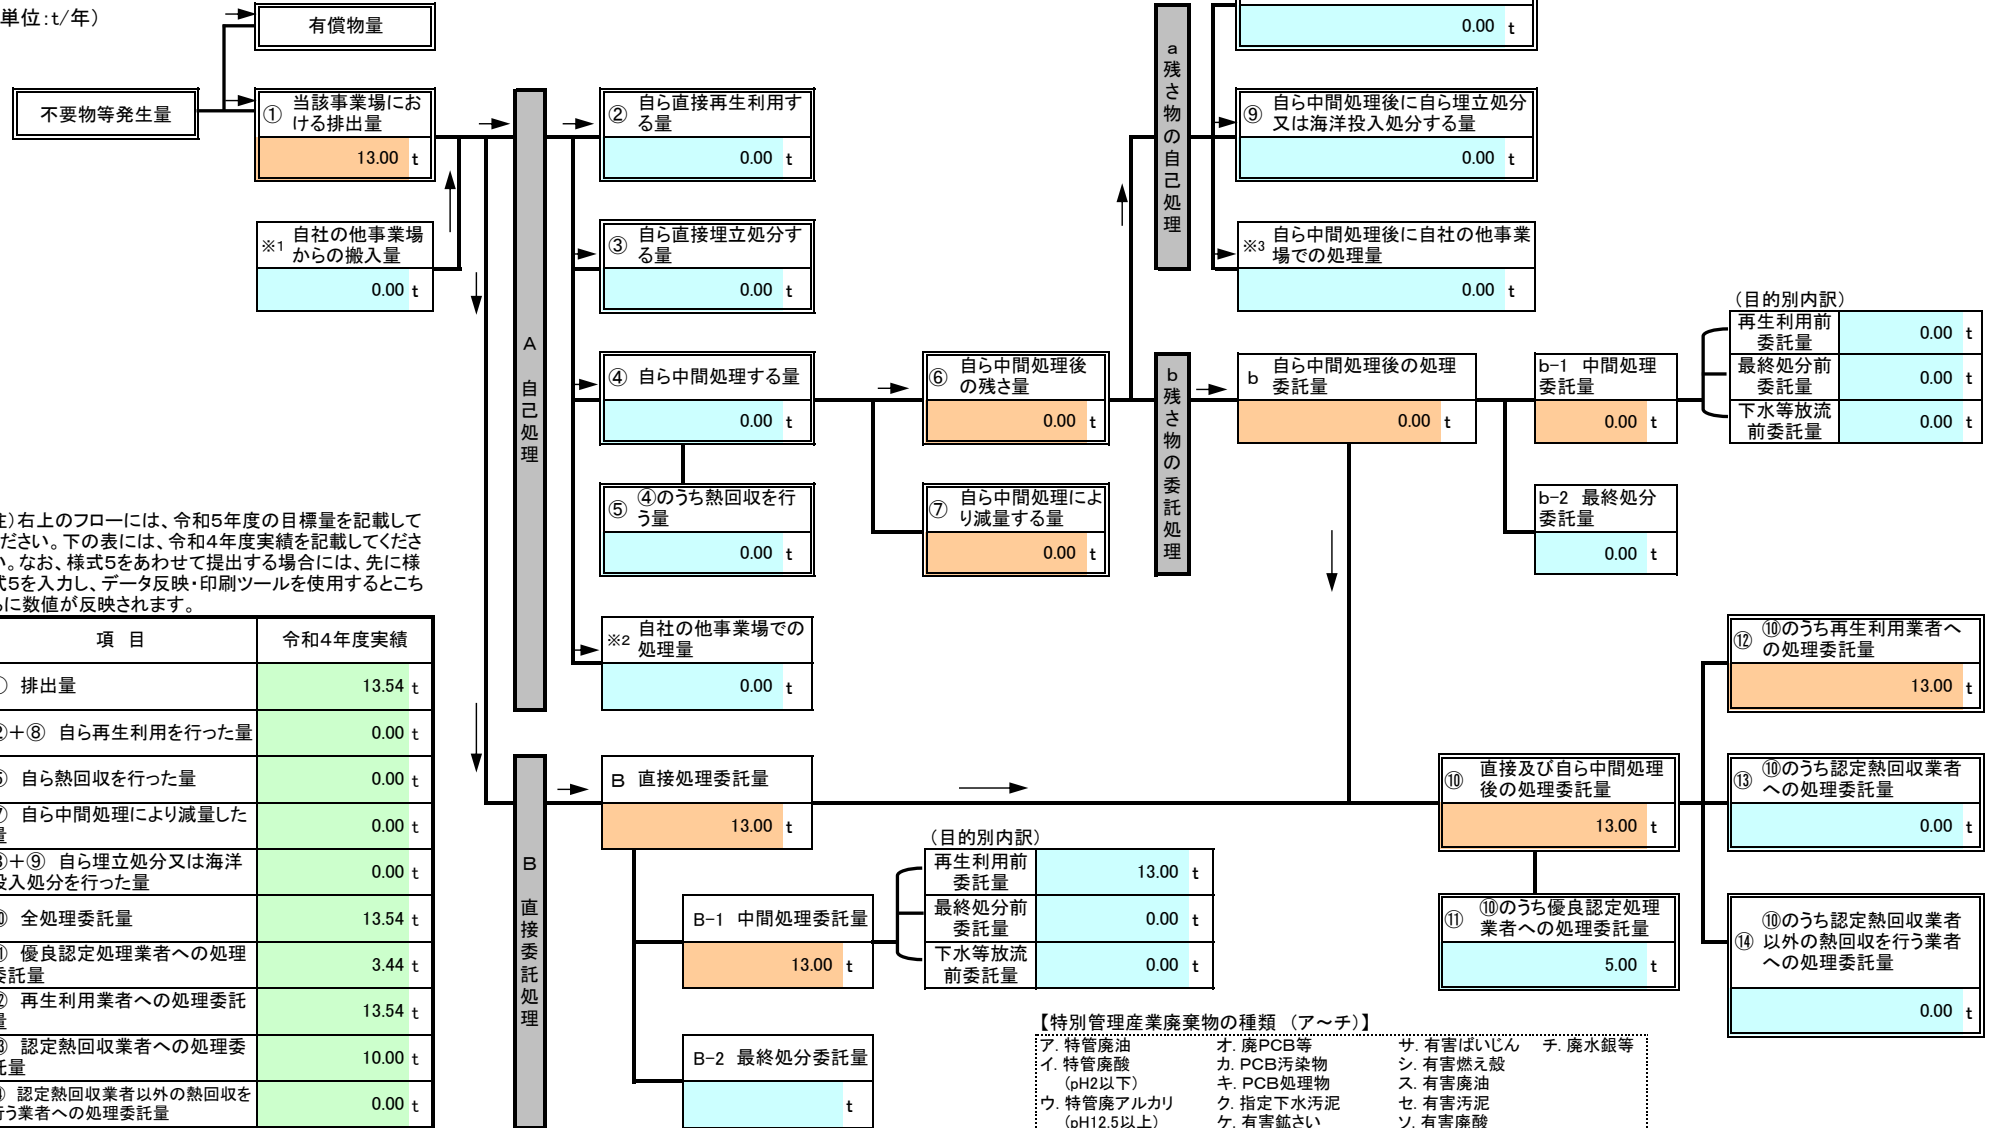 単位:t/年)
有償物量
不要物等発生量
①
当該事業場にお
ける排出量
13.00 t
※1
自社の他事業場
からの搬入量
0.00 t
A
自己処理
②
自ら直接再生利用す
る量
0.00 t
③
自ら直接埋立処分す
る量
0.00 t
④ 自ら中間処理する量
0.00 t
⑤
④のうち熱回収を行
う量
0.00 t
※2
自社の他事業場での
処理量
0.00 t
⑥
自ら中間処理後
の残さ量
0.00 t
⑦
自ら中間処理によ
り減量する量
0.00 t
a
残さ物の自己処理
0.00 t
⑨
自ら中間処理後に自ら埋立処分
又は海洋投入処分する量
0.00 t
※3
自ら中間処理後に自社の他事業
場での処理量
0.00 t
b
残さ物の委託処理
b
自ら中間処理後の処理
委託量
0.00 t
b-1 中間処理
委託量
0.00 t
b-2 最終処分
委託量
0.00 t
(目的別内訳)
再生利用前
委託量
0.00 t
最終処分前
委託量
0.00 t
下水等放流
前委託量
0.00 t
注)右上のフローには、令和5年度の目標量を記載して
ださい。下の表には、令和4年度実績を記載してくださ
い。なお、様式5をあわせて提出する場合には、先に様
式5を入力し、データ反映・印刷ツールを使用するとこち
らに数値が反映されます。
項 目 令和4年度実績
① 排出量 13.54 t
②+⑧ 自ら再生利用を行った量 0.00 t
⑤ 自ら熱回収を行った量 0.00 t
⑦ 自ら中間処理により減量した
量 0.00 t
③+⑨ 自ら埋立処分又は海洋
投入処分を行った量 0.00 t
⑩ 全処理委託量 13.54 t
⑪ 優良認定処理業者への処理
委託量 3.44 t
⑫ 再生利用業者への処理委託
量 13.54 t
⑬ 認定熱回収業者への処理委
託量 10.00 t
⑭ 認定熱回収業者以外の熱回収を
行う業者への処理委託量 0.00 t
B
直接委託処理
B 直接処理委託量
13.00 t
B-1 中間処理委託量
13.00 t
B-2 最終処分委託量
t
(目的別内訳)
再生利用前
委託量
13.00 t
最終処分前
委託量
0.00 t
下水等放流
前委託量
0.00 t
⑩
直接及び自ら中間処理
後の処理委託量
13.00 t
⑪
⑩のうち優良認定処理
業者への処理委託量
5.00 t
⑫
⑩のうち再生利用業者へ
の処理委託量
13.00 t
⑬
⑩のうち認定熱回収業者
への処理委託量
0.00 t
⑭
⑩のうち認定熱回収業者
以外の熱回収を行う業者
への処理委託量
0.00 t
【特別管理産業廃棄物の種類 (ア~チ)】
ア. 特管廃油 オ. 廃PCB等 サ. 有害ばいじん チ. 廃水銀等
イ. 特管廃酸 カ. PCB汚染物 シ. 有害燃え殻
(pH2以下) キ. PCB処理物 ス. 有害廃油
ウ. 特管廃アルカリ ク. 指定下水汚泥 セ. 有害汚泥
(pH12.5以上) ケ. 有害鉱さい ソ. 有害廃酸